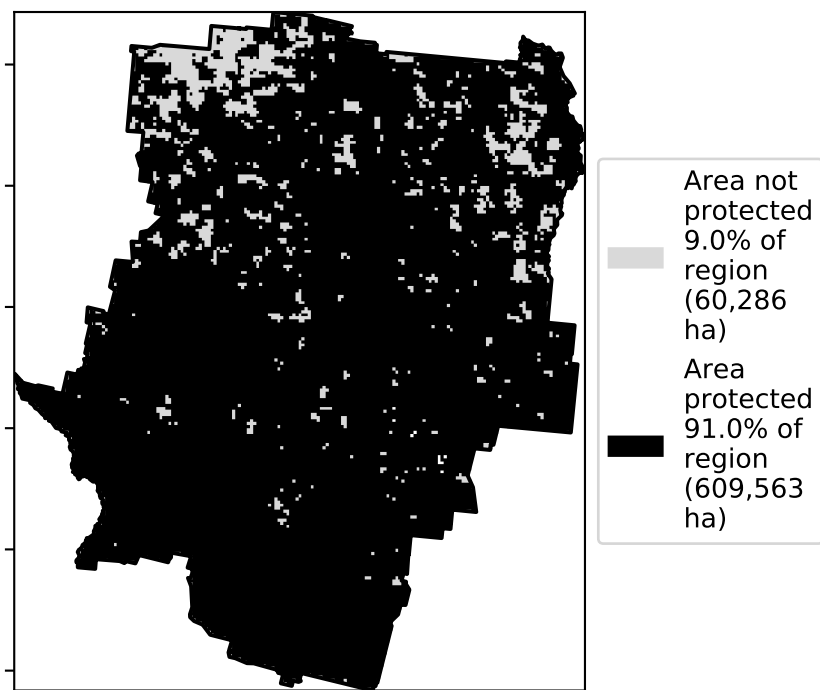 Area not
protected
9.0% of
region
(60,286
ha)
Area
protected
91.0% of
region
(609,563
ha)